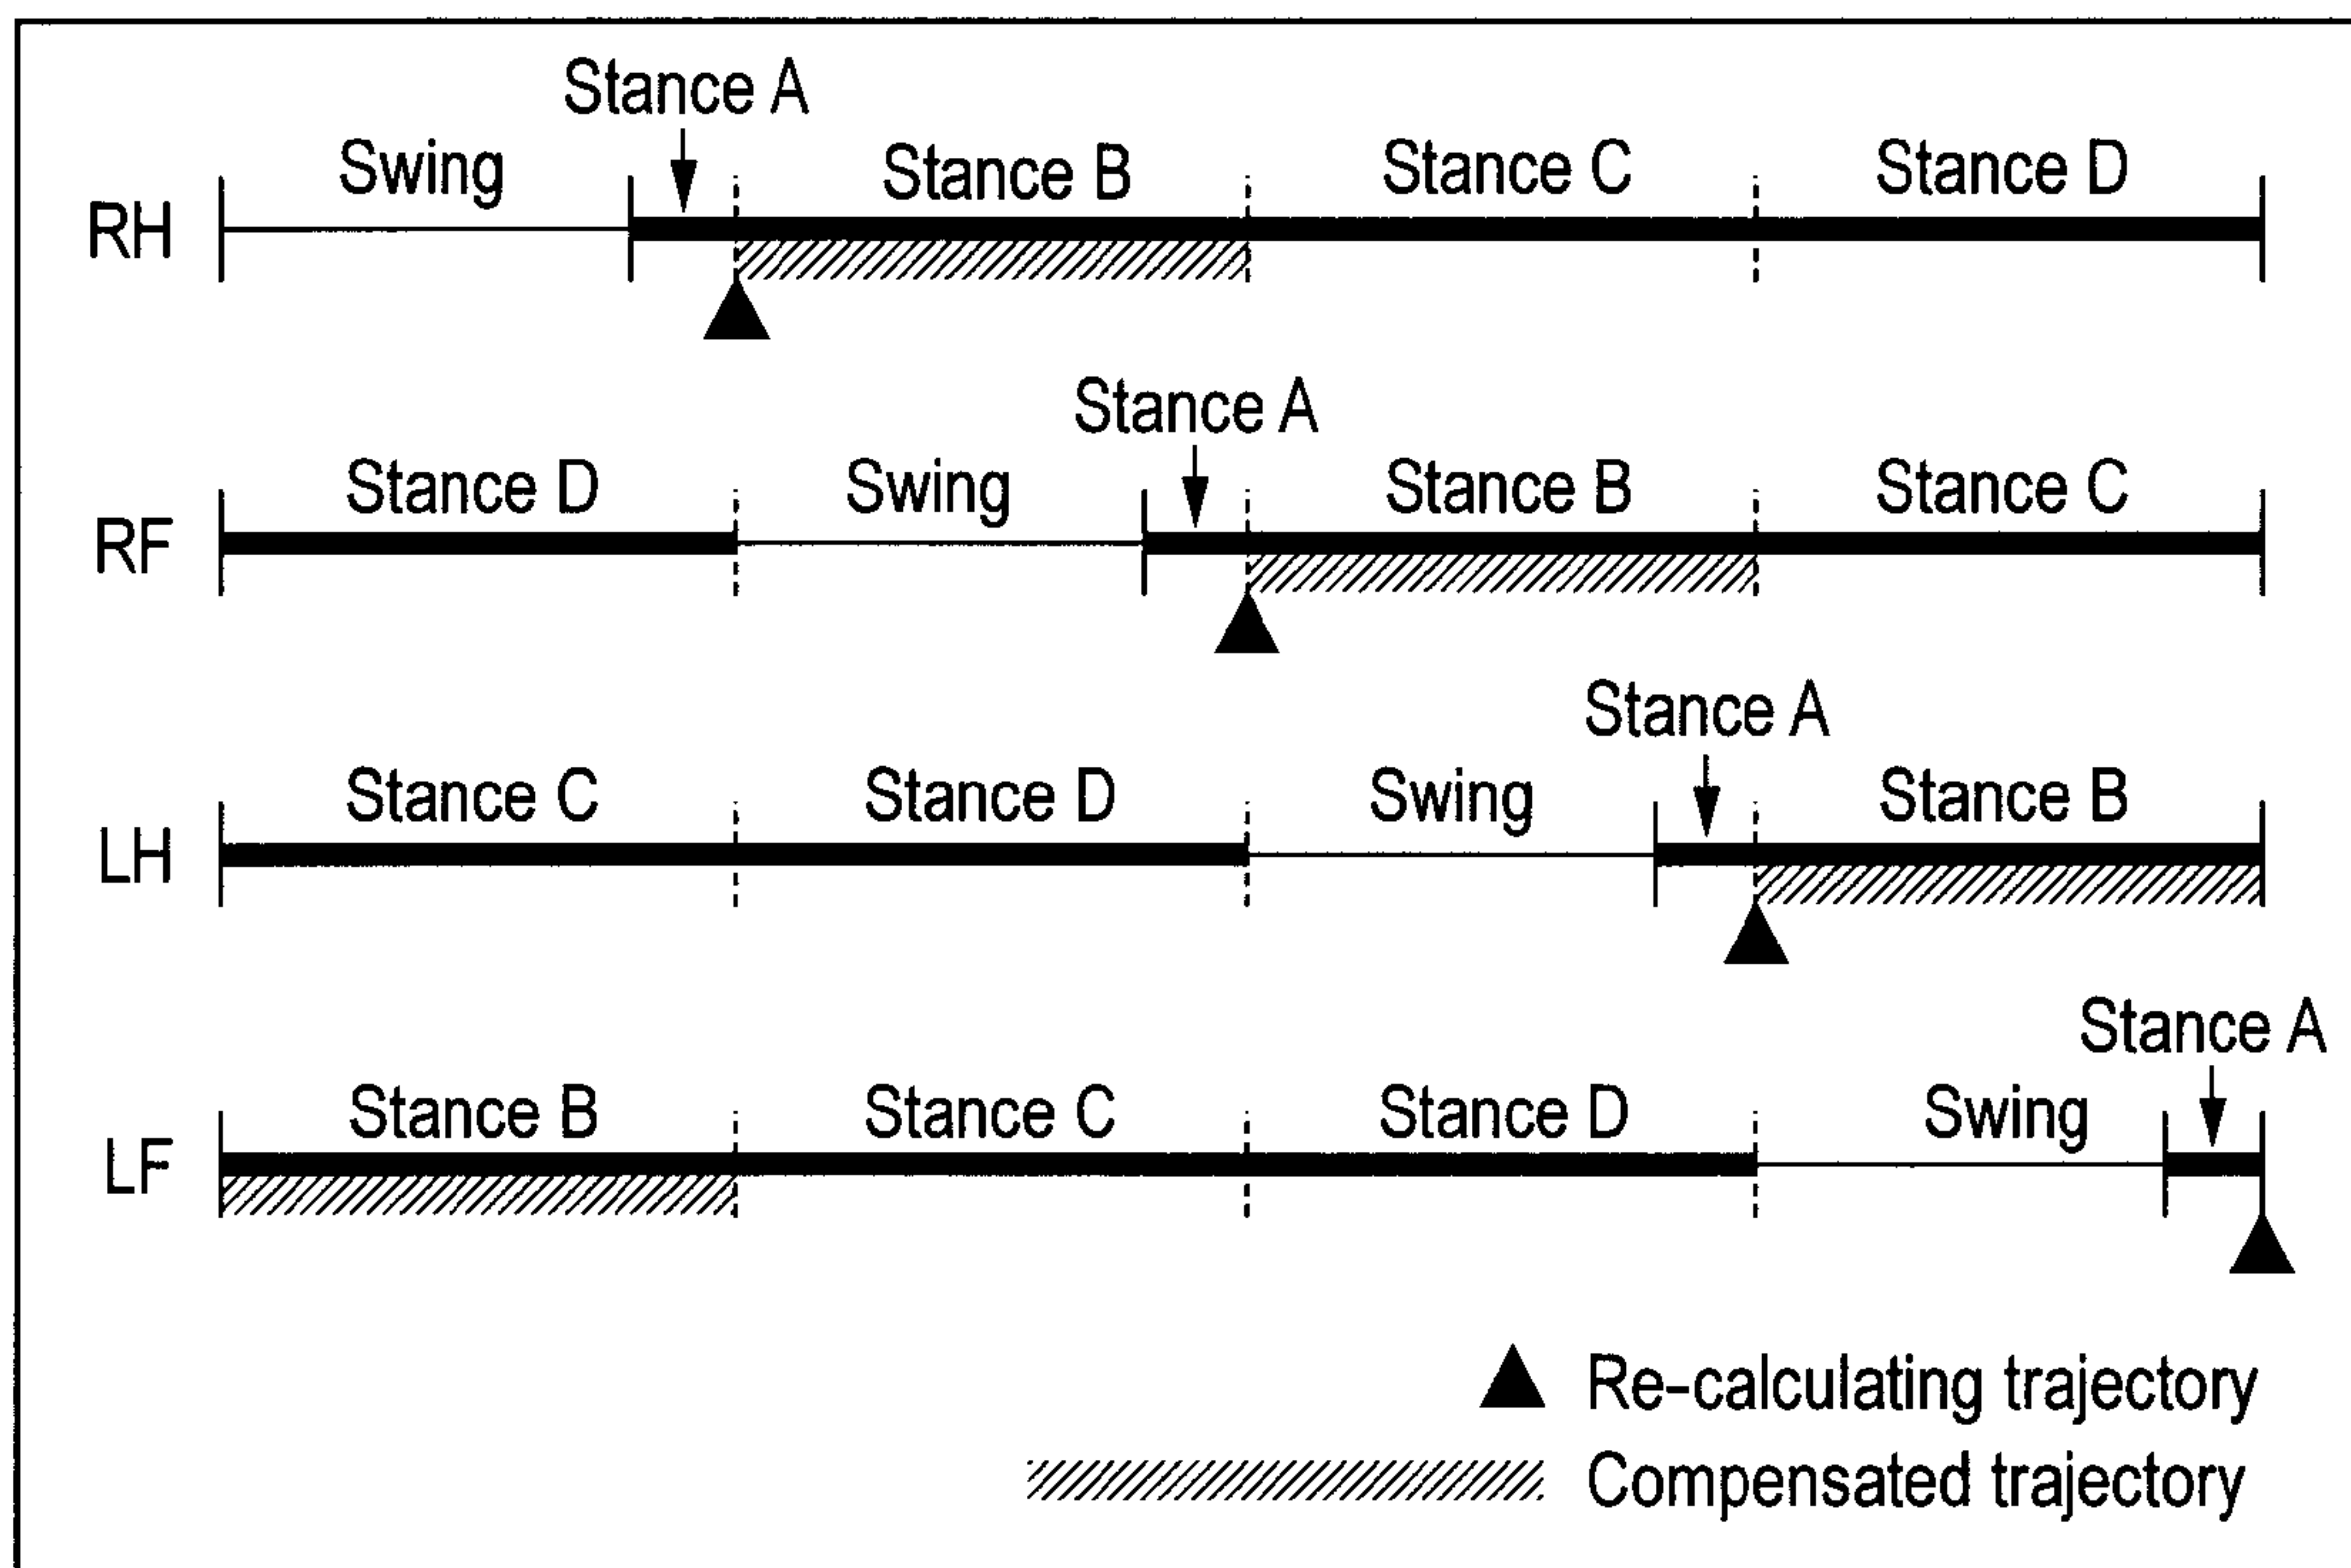 Stance A
Swing
Stance B
Stance C
Stance D
RH
Stance A
Stance D
Swing
Stance B
Stance C
RF
Stance A
Stance C
Stance D
Swing
Stance B
LH
Stance A
Stance B
Stance C
Stance D
Swing
LF
Re-calculating trajectory
Compensated trajectory